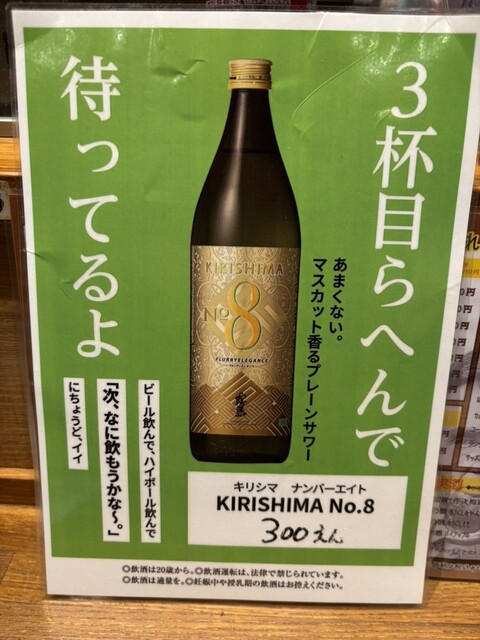 3杯目らへんで
待ってるよ
あまくない。
マスカット香るプレーンサワー
KIRISHIMA
No8
FLURRYELEGANCE
霧島
ビール飲んで、ハイボール飲んで
「次、なに飲もうかな〜。」
にちょうど、イイ
キリシマ ナンバーエイト
KIRISHIMA No.8
300えん
◎飲酒は20歳から。◎飲酒運転は、法律で禁じられています。
◎飲酒は適量を。◎妊娠中や授乳期の飲酒はお控えください。